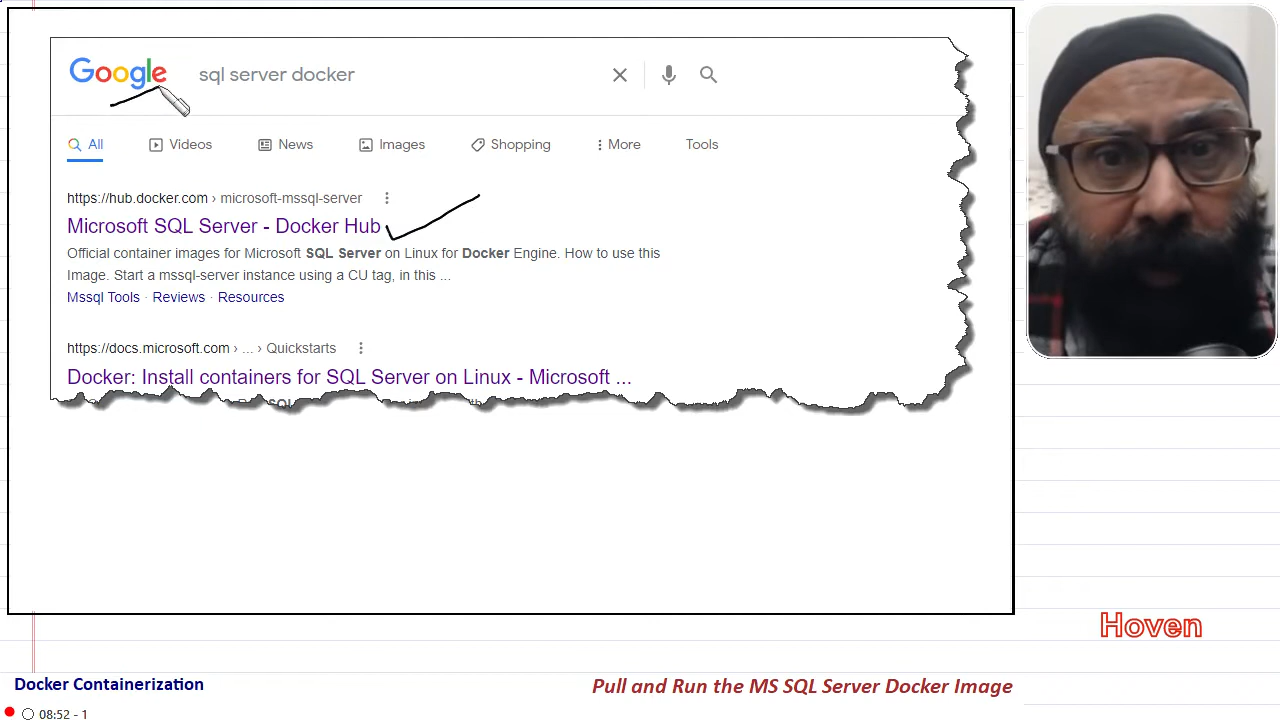 Google sql server docker
All Videos News Images Shopping More Tools
https://hub.docker.com › microsoft-mssql-server
Microsoft SQL Server - Docker Hub
Official container images for Microsoft SQL Server on Linux for Docker Engine. How to use this
Image. Start a mssql-server instance using a CU tag, in this ...
Mssql Tools · Reviews · Resources
https://docs.microsoft.com › ... › Quickstarts
Docker: Install containers for SQL Server on Linux - Microsoft ...
Hoven
Docker Containerization
Pull and Run the MS SQL Server Docker Image
08:52 - 1